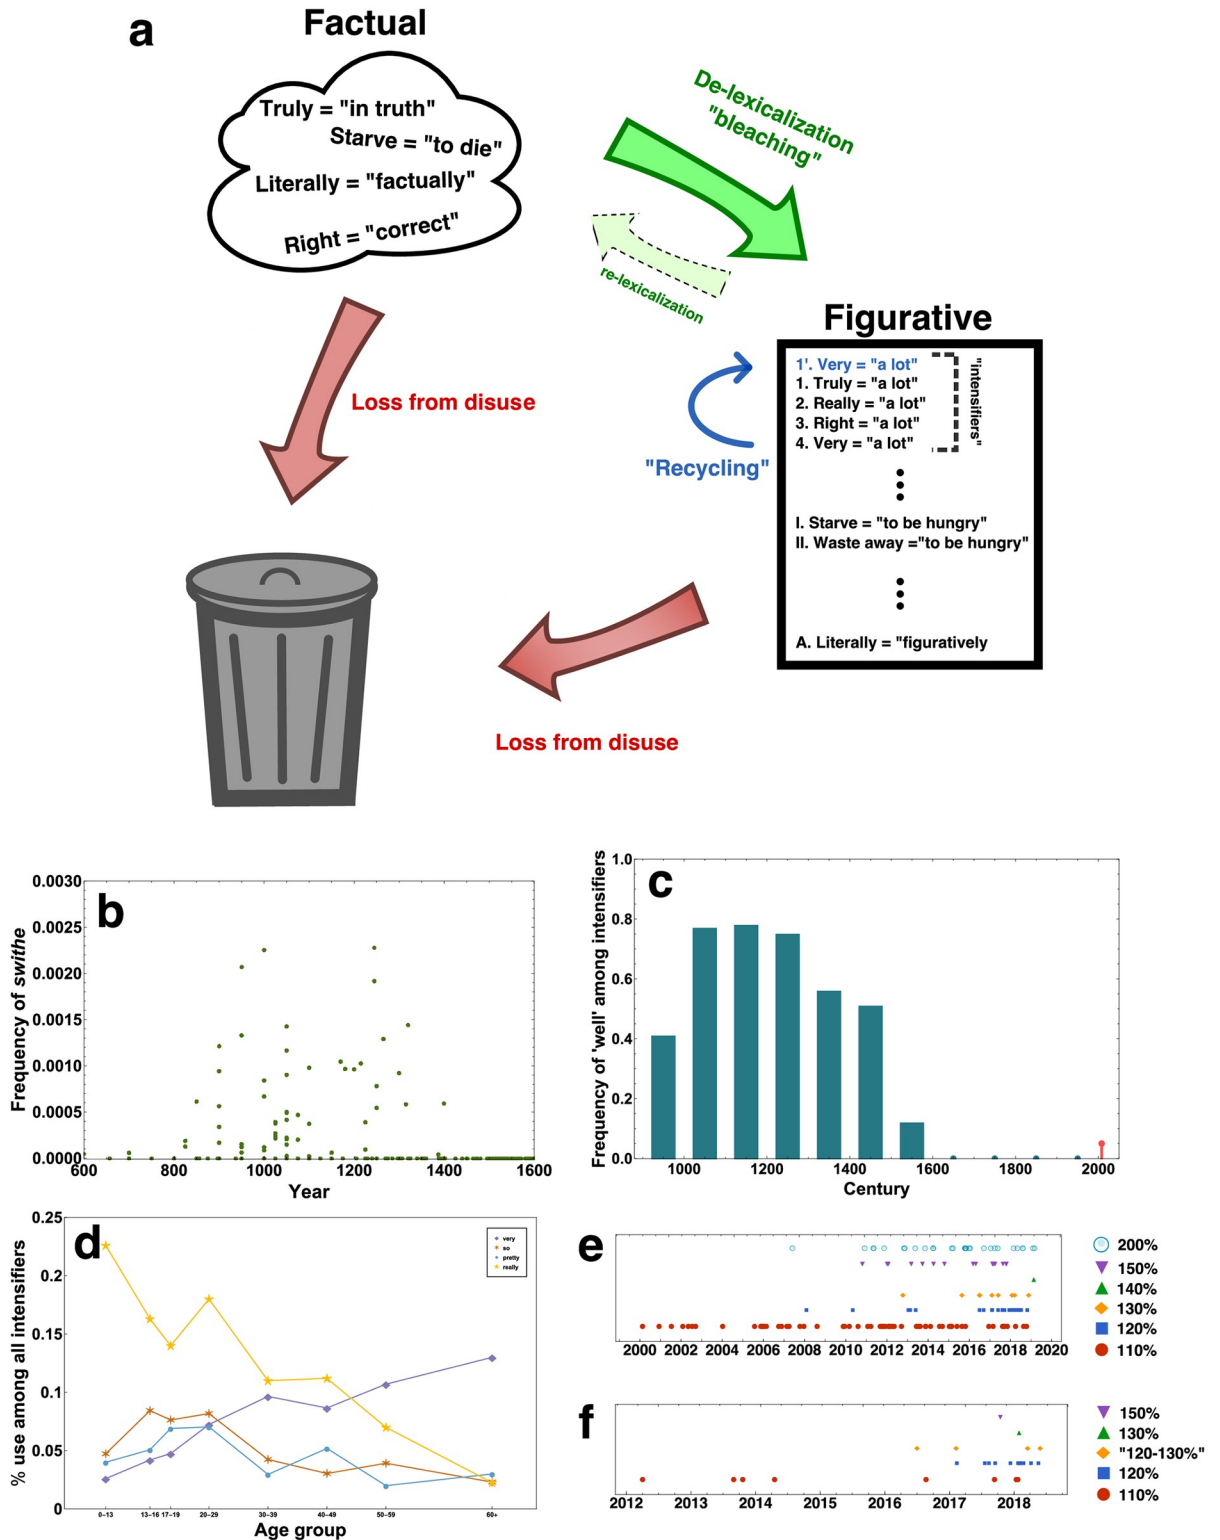 a
Factual
Truly = "in truth"
Starve = "to die"
Literally = "factually"
Right = "correct"
De-lexicalization
"bleaching"
re-lexicalization
Loss from disuse
Figurative
1'. Very = "a lot"
1. Truly = "a lot"
2. Really = "a lot"
3. Right = "a lot"
4. Very = "a lot"
"intensifiers"
"Recycling"
I. Starve = "to be hungry"
II. Waste away ="to be hungry"
A. Literally = "figuratively
Loss from disuse
b
Frequency of swithe
0.0030
0.0025
0.0020
0.0015
0.0010
0.0005
0.0000
600 800 1000 1200 1400 1600
Year
c
Frequency of 'well' among intensifiers
1.0
0.8
0.6
0.4
0.2
0.0
1000 1200 1400 1600 1800 2000
Century
d
% use among all intensifiers
0.25
0.2
0.15
0.1
0.05
0
very
so
pretty
really
0-13 13-16 17-19 20-29 30-39 40-49 50-59 60+
Age group
e
200%
150%
140%
130%
120%
110%
2000 2002 2004 2006 2008 2010 2012 2014 2016 2018 2020
f
150%
130%
"120-130%"
120%
110%
2012 2013 2014 2015 2016 2017 2018